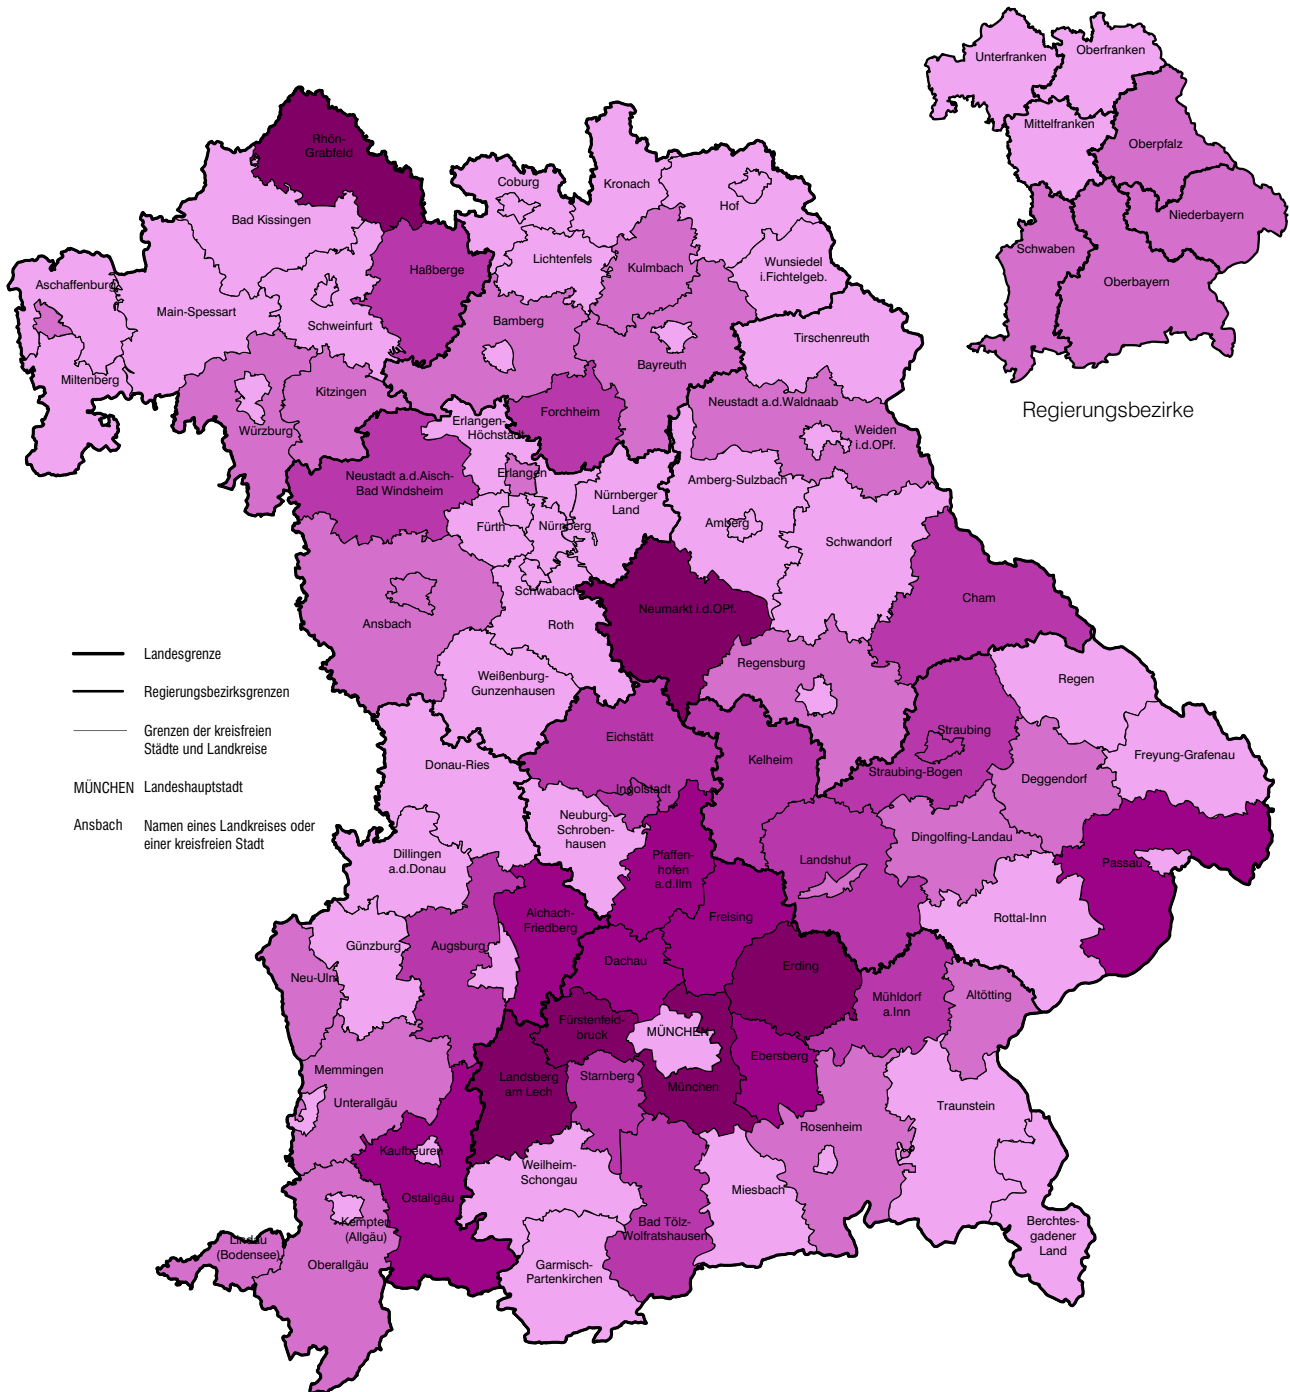 Unterfranken
Oberfranken
Mittelfranken
Oberpfalz
Niederbayern
Schwaben
Oberbayern
Regierungsbezirke
Rhön-
Grabfeld
Coburg
Kronach
Hof
Bad Kissingen
Haßberge
Lichtenfels
Kulmbach
Wunsiedel
i.Fichtelgeb.
Aschaffenburg
Main-Spessart
Schweinfurt
Bamberg
Bayreuth
Tirschenreuth
Miltenberg
Kitzingen
Würzburg
Forchheim
Erlangen-
Höchstadt
Neustadt a.d.Waldnaab
Weiden
i.d.OPf.
Neustadt a.d.Aisch-
Bad Windsheim
Erlangen
Nürnberger
Land
Amberg-Sulzbach
Fürth
Nürnberg
Amberg
Schwandorf
Ansbach
Schwabach
Roth
Neumarkt i.d.OPf.
Cham
Landesgrenze
Regierungsbezirksgrenzen
Grenzen der kreisfreien
Städte und Landkreise
MÜNCHEN
Landeshauptstadt
Ansbach
Namen eines Landkreises oder
einer kreisfreien Stadt
Weißenburg-
Gunzenhausen
Regensburg
Regen
Eichstätt
Kelheim
Straubing
Straubing-Bogen
Freyung-Grafenau
Deggendorf
Donau-Ries
Ingolstadt
Neuburg-
Schroben-
hausen
Dingolfing-Landau
Dillingen
a.d.Donau
Pfaffen-
hofen
a.d.Ilm
Landshut
Passau
Aichach-
Friedberg
Freising
Rottal-Inn
Günzburg
Augsburg
Dachau
Erding
Neu-Ulm
Mühldorf
a.Inn
Altötting
Fürstenfeld-
bruck
MÜNCHEN
Ebersberg
Memmingen
Landsberg
am Lech
Starnberg
München
Unterallgäu
Traunstein
Rosenheim
Kaufbeuren
Weilheim-
Schongau
Miesbach
Ostallgäu
Kempten
(Allgäu)
Bad Tölz-
Wolfratshausen
Berchtes-
gadener
Land
Lindau
(Bodensee)
Oberallgäu
Garmisch-
Partenkirchen